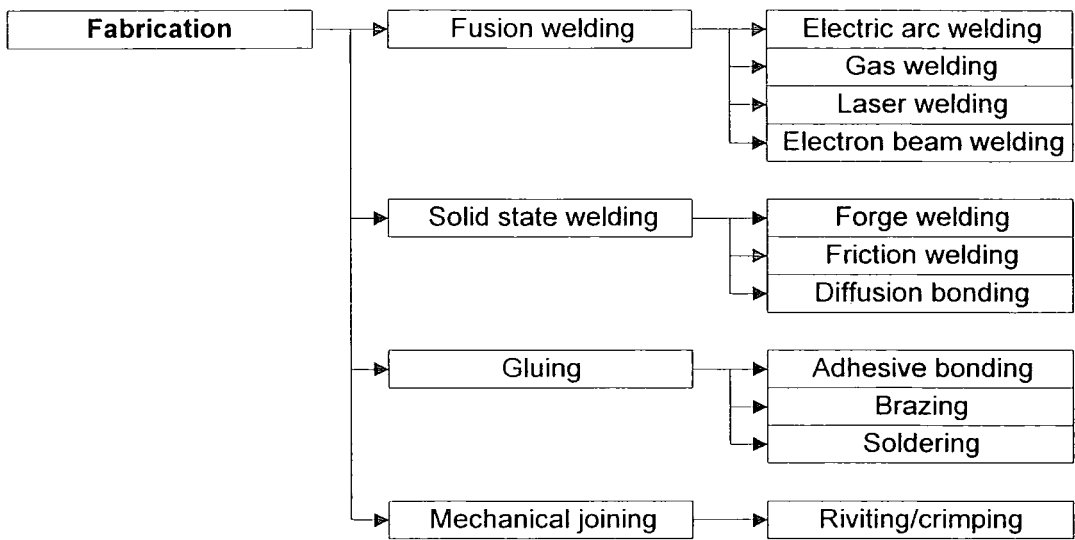 Fabrication
Fusion welding
Electric arc welding
Gas welding
Laser welding
Electron beam welding
Solid state welding
Forge welding
Friction welding
Diffusion bonding
Gluing
Adhesive bonding
Brazing
Soldering
Mechanical joining
Riviting/crimping